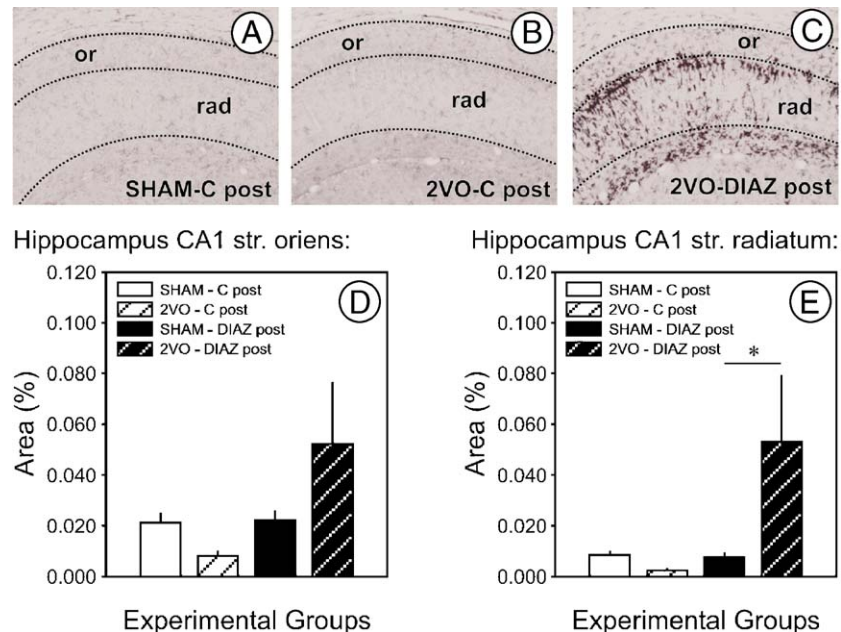 A
or
rad
SHAM-C post
B
or
rad
2VO-C post
C
or
rad
2VO-DIAZ post
Hippocampus CA1 str. oriens:
D
0.120
0.100
0.080
0.060
0.040
0.020
0.000
Area (%)
SHAM - C post
2VO - C post
SHAM - DIAZ post
2VO - DIAZ post
Experimental Groups
Hippocampus CA1 str. radiatum:
E
0.120
0.100
0.080
0.060
0.040
0.020
0.000
Area (%)
SHAM - C post
2VO - C post
SHAM - DIAZ post
2VO - DIAZ post
*
Experimental Groups